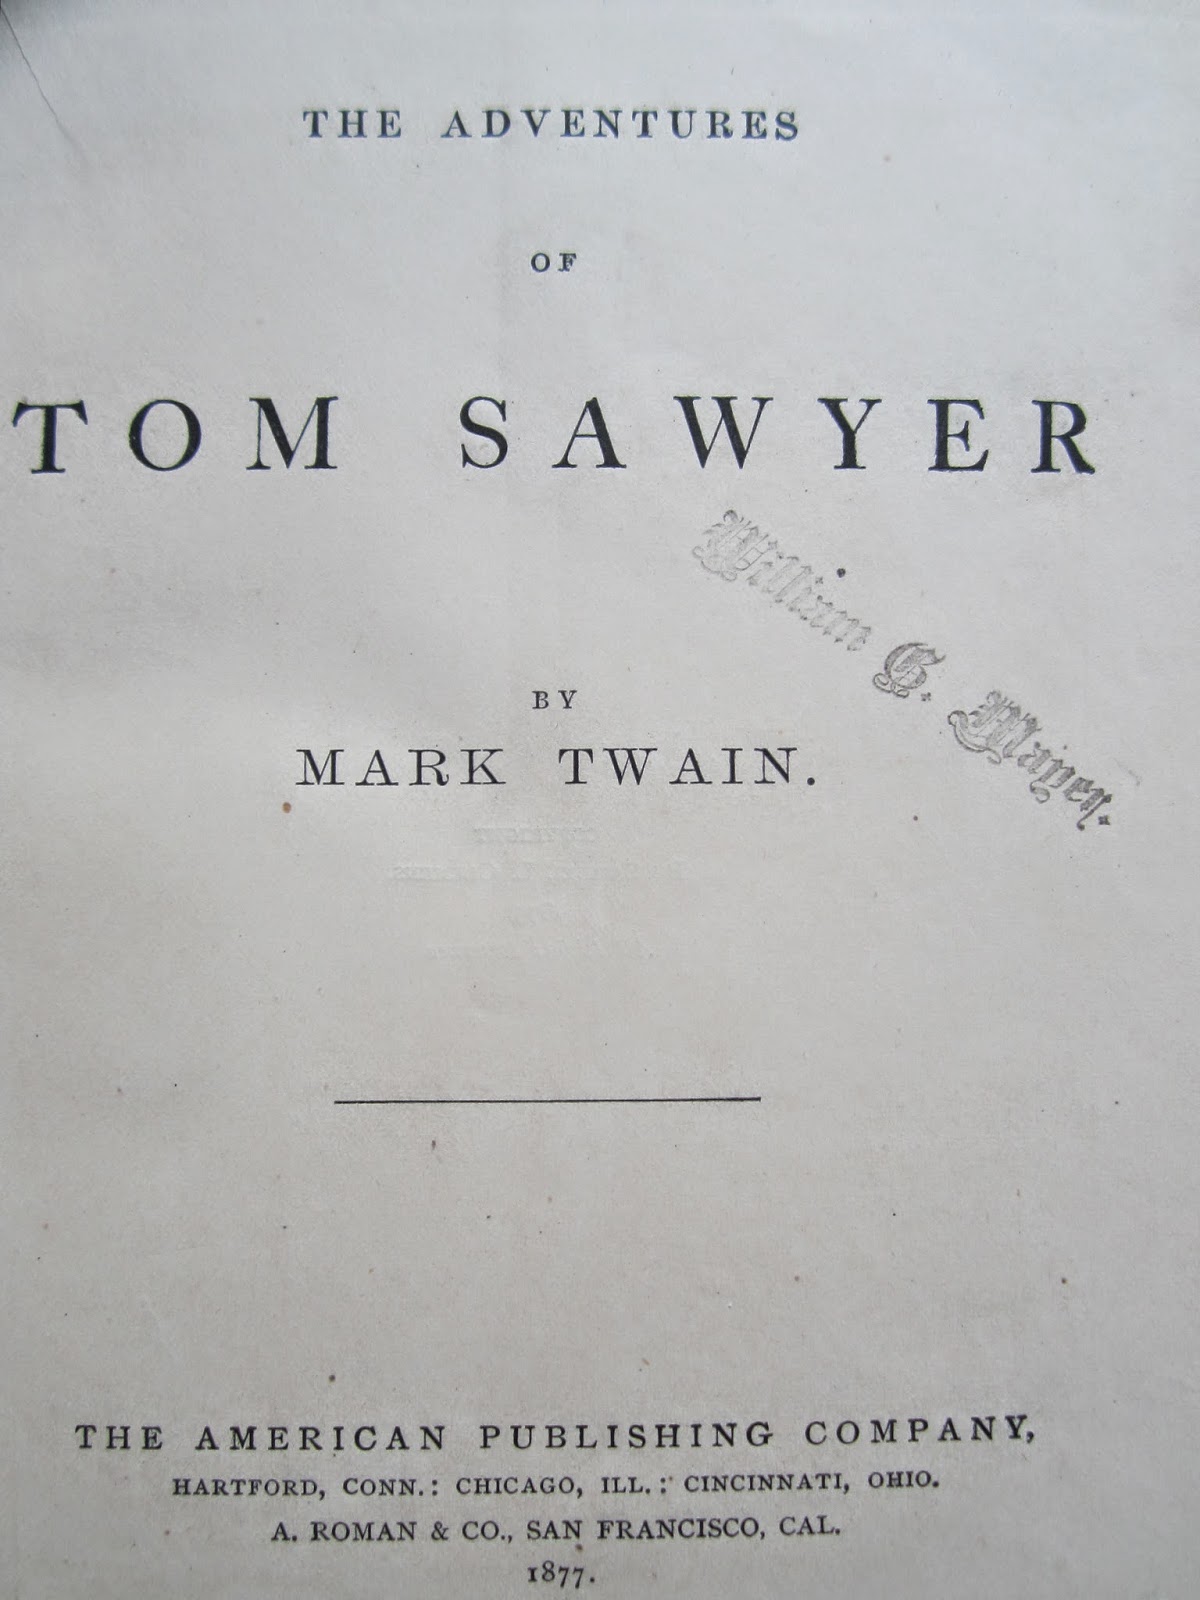 THE ADVENTURES
OF
TOM SAWYER
William G. Mayer.
BY
MARK TWAIN.
THE AMERICAN PUBLISHING COMPANY,
HARTFORD, CONN.: CHICAGO, ILL.: CINCINNATI, OHIO.
A. ROMAN & CO., SAN FRANCISCO, CAL.
1877.